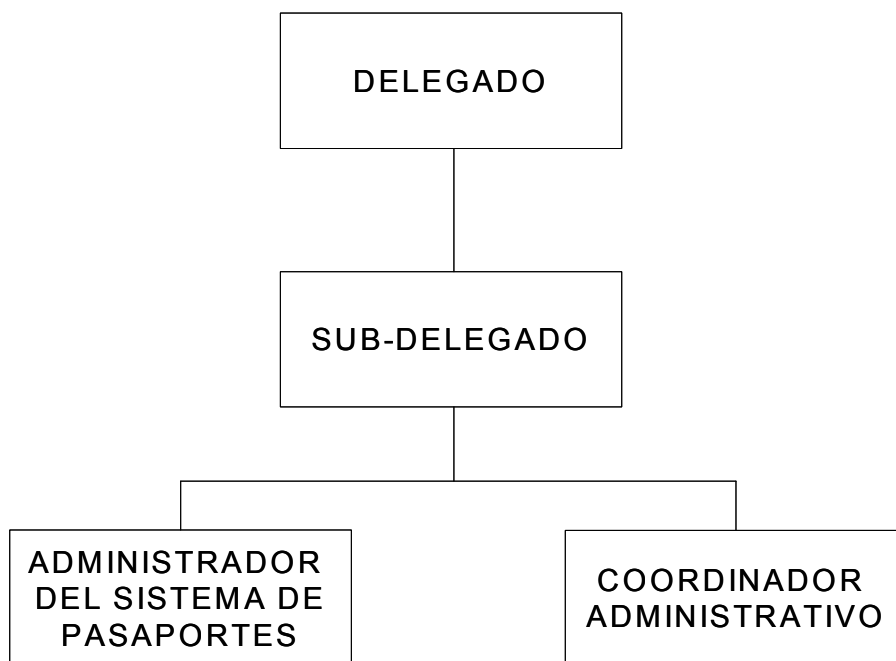 DELEGADO
SUB-DELEGADO
ADMINISTRADOR
DEL SISTEMA DE
PASAPORTES
COORDINADOR
ADMINISTRATIVO